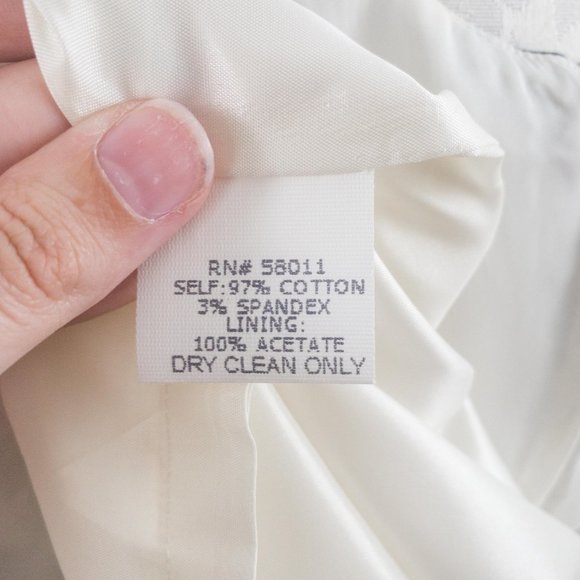 RN# 58011
SELF:97% COTTON
3% SPANDEX
LINING:
100% ACETATE
DRY CLEAN ONLY